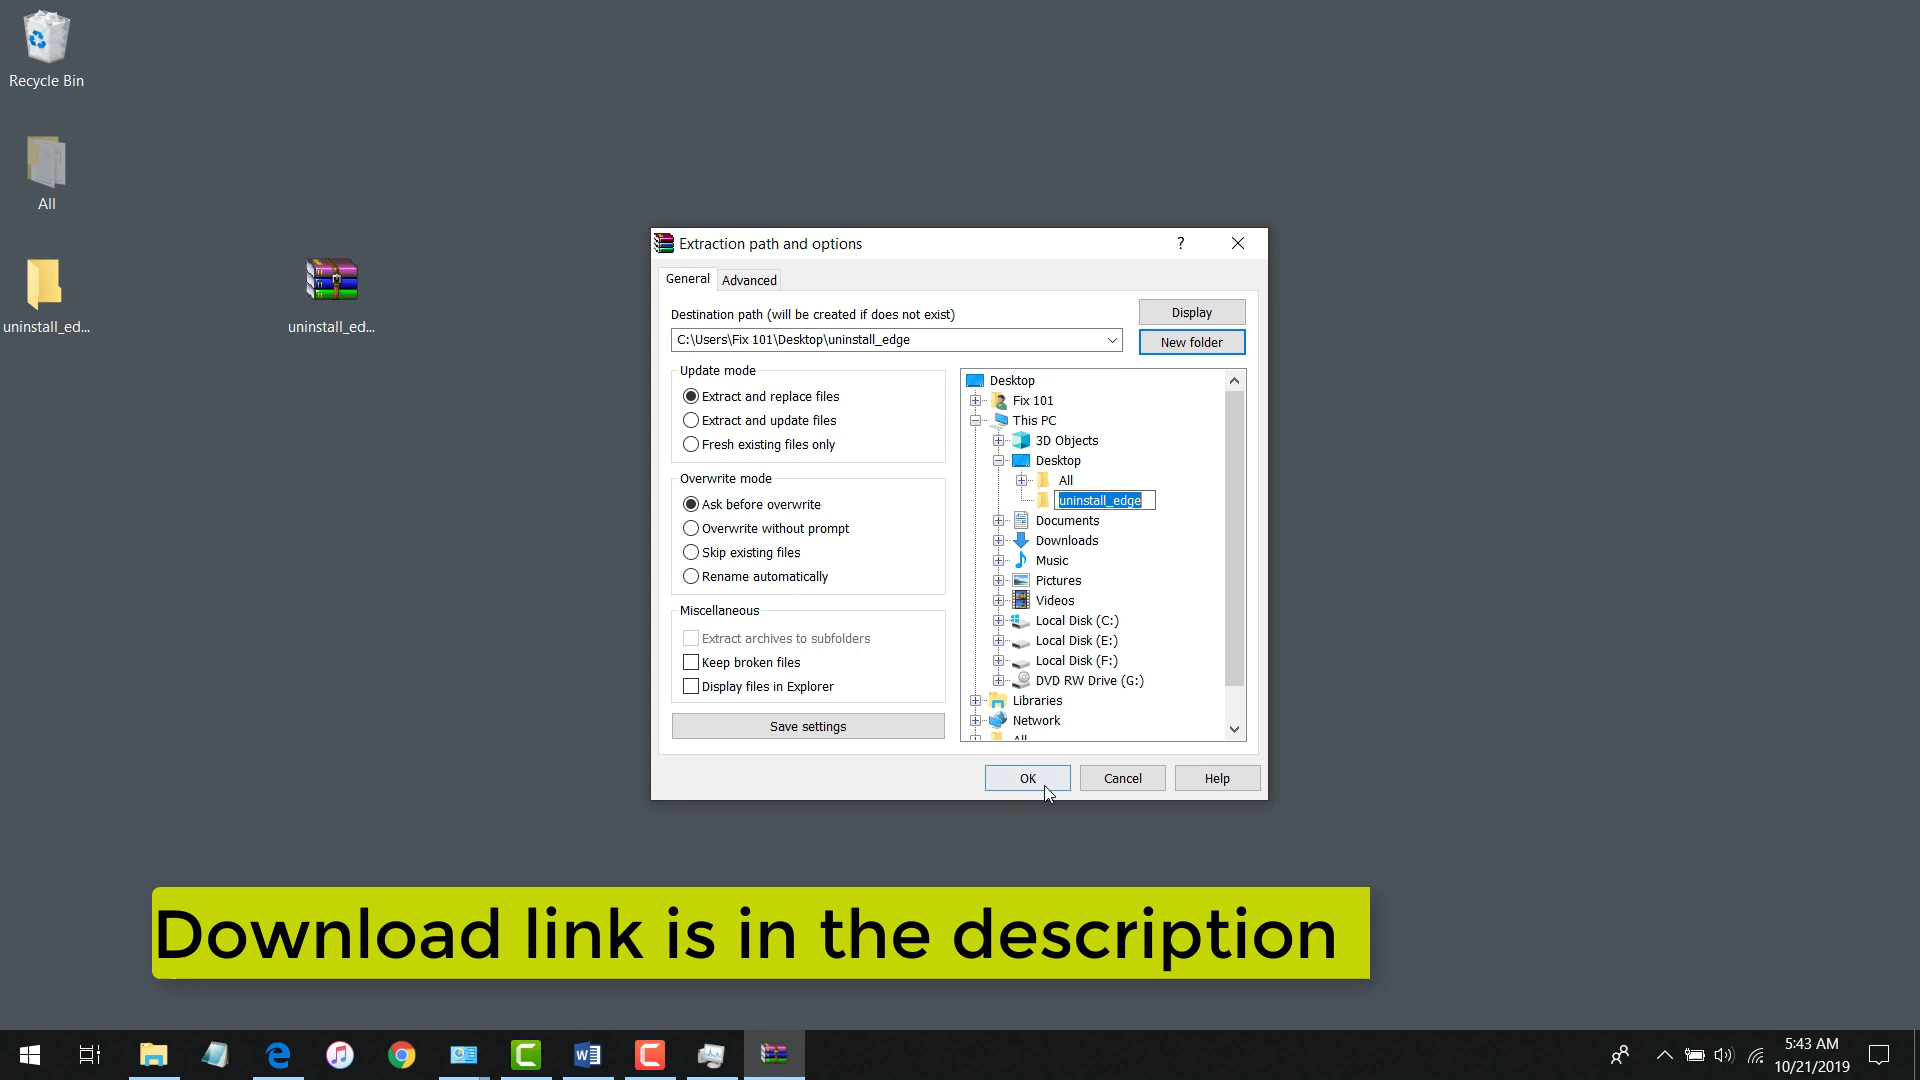 Recycle Bin
All
uninstall_ed...
uninstall_ed...
Extraction path and options
?
General
Advanced
Destination path (will be created if does not exist)
C:\Users\Fix 101\Desktop\uninstall_edge
Display
New folder
Update mode
Extract and replace files
Extract and update files
Fresh existing files only
Overwrite mode
Ask before overwrite
Overwrite without prompt
Skip existing files
Rename automatically
Miscellaneous
Extract archives to subfolders
Keep broken files
Display files in Explorer
Save settings
Desktop
Fix 101
This PC
3D Objects
Desktop
All
uninstall_edge
Documents
Downloads
Music
Pictures
Videos
Local Disk (C:)
Local Disk (E:)
Local Disk (F:)
DVD RW Drive (G:)
Libraries
Network
All
OK
Cancel
Help
Download link is in the description
5:43 AM
10/21/2019